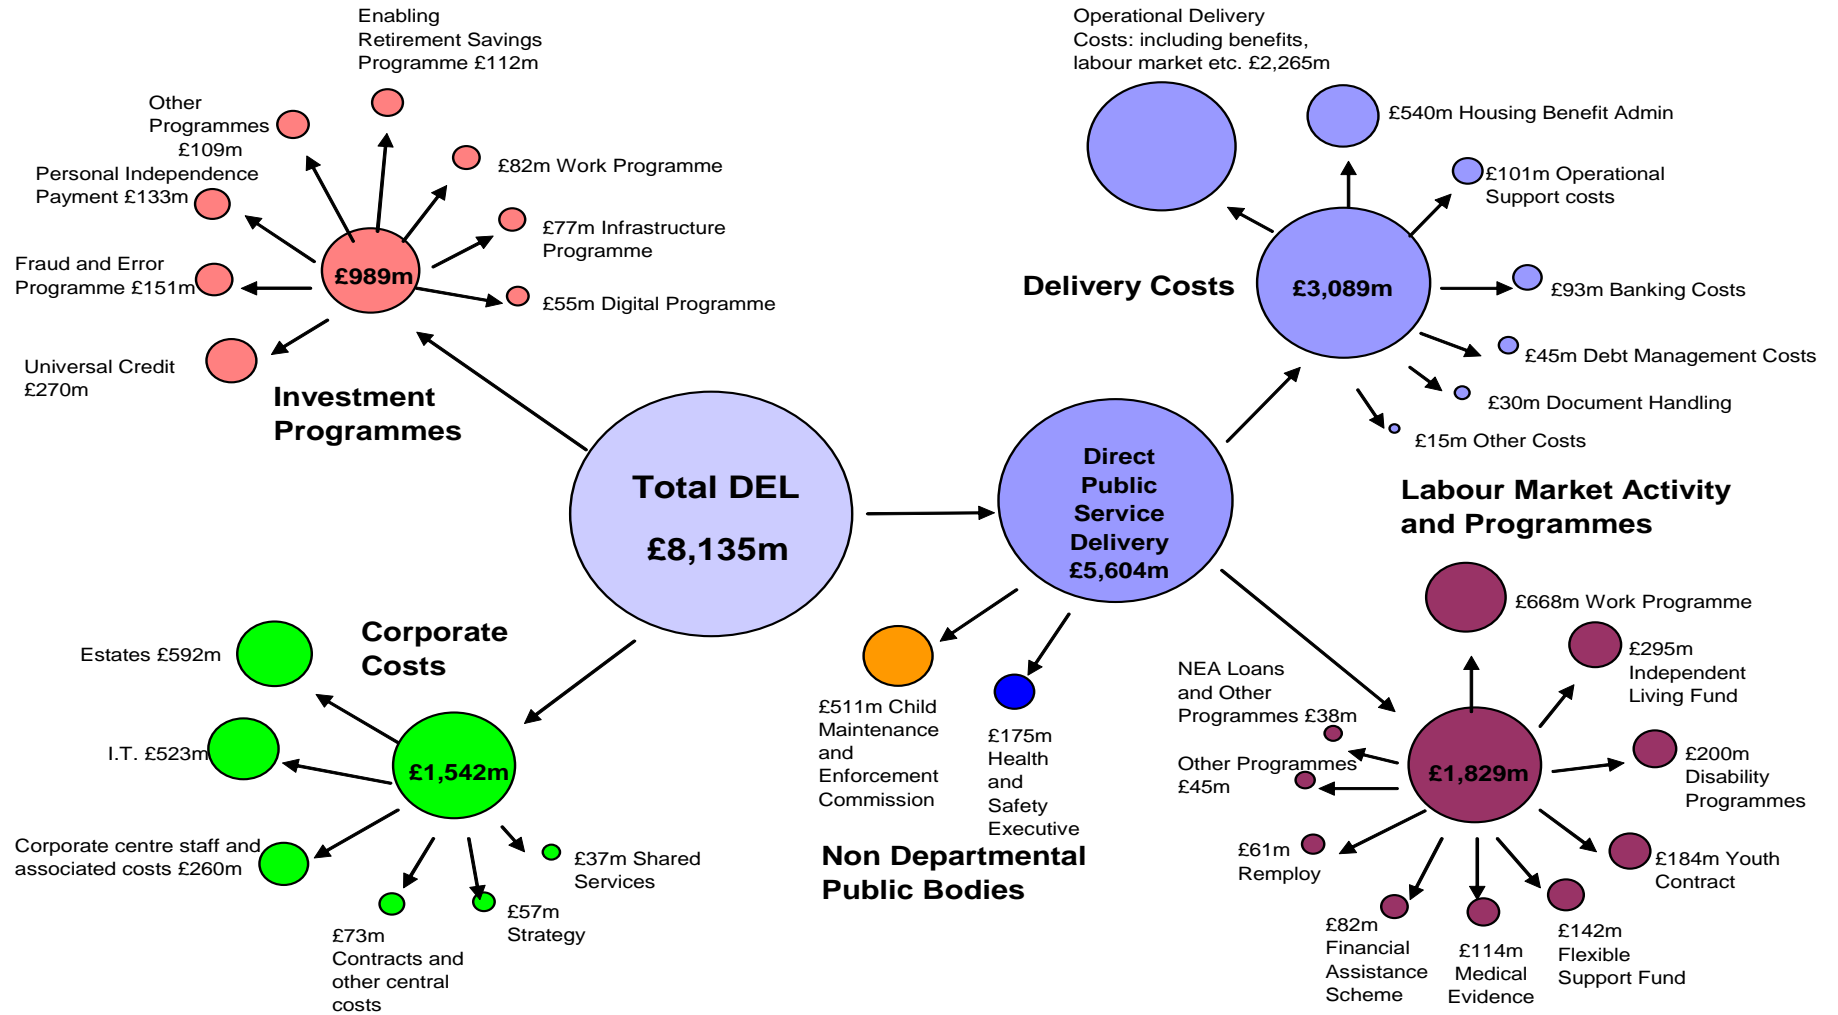 Enabling
Retirement Savings
Programme £112m
Other
Programmes
£109m
£82m Work Programme
Personal Independence
Payment £133m
£77m Infrastructure
Programme
Fraud and Error
Programme £151m
£989m
£55m Digital Programme
Universal Credit
£270m
Investment
Programmes
Operational Delivery
Costs: including benefits,
labour market etc. £2,265m
£540m Housing Benefit Admin
£101m Operational
Support costs
Delivery Costs
£3,089m
£93m Banking Costs
£45m Debt Management Costs
£30m Document Handling
£15m Other Costs
Total DEL
£8,135m
Direct
Public
Service
Delivery
£5,604m
Labour Market Activity
and Programmes
£668m Work Programme
£295m
Independent
Living Fund
NEA Loans
and Other
Programmes £38m
£200m
Disability
Programmes
Other Programmes
£45m
£1,829m
£61m
Remploy
£184m Youth
Contract
£82m
Financial
Assistance
Scheme
£114m
Medical
Evidence
£142m
Flexible
Support Fund
Corporate
Costs
Estates £592m
I.T. £523m
£1,542m
Corporate centre staff and
associated costs £260m
£37m Shared
Services
£57m
Strategy
£73m
Contracts and
other central
costs
£511m Child
Maintenance
and
Enforcement
Commission
£175m
Health
and
Safety
Executive
Non Departmental
Public Bodies